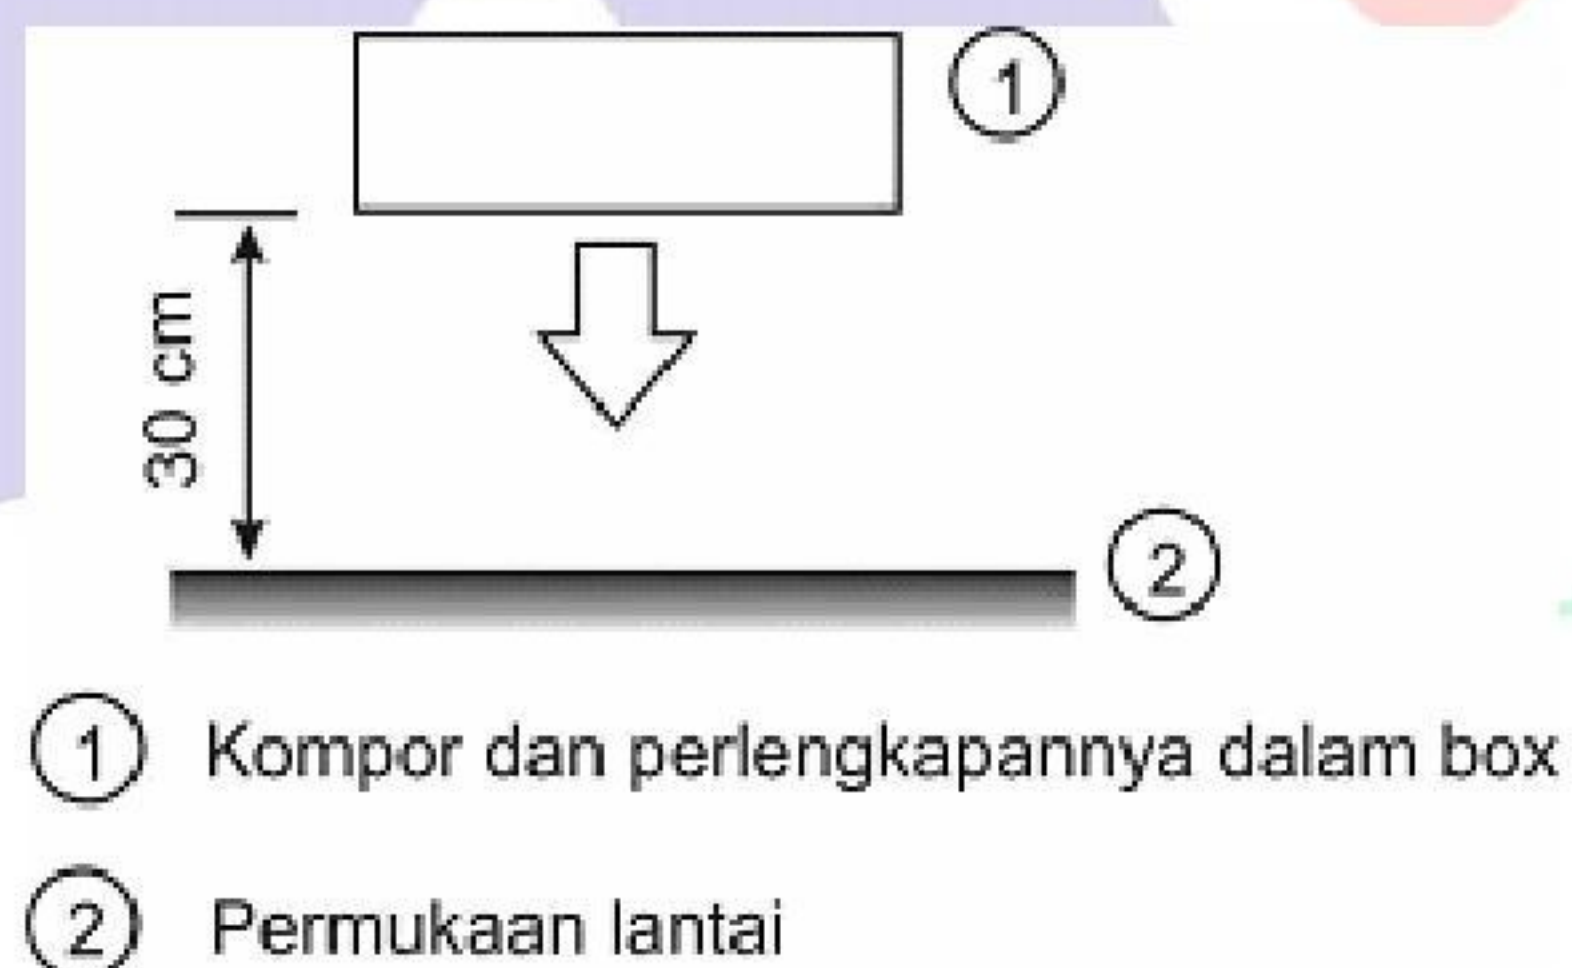 1
30 cm
2
1 Kompor dan perlengkapannya dalam box
2 Permukaan lantai